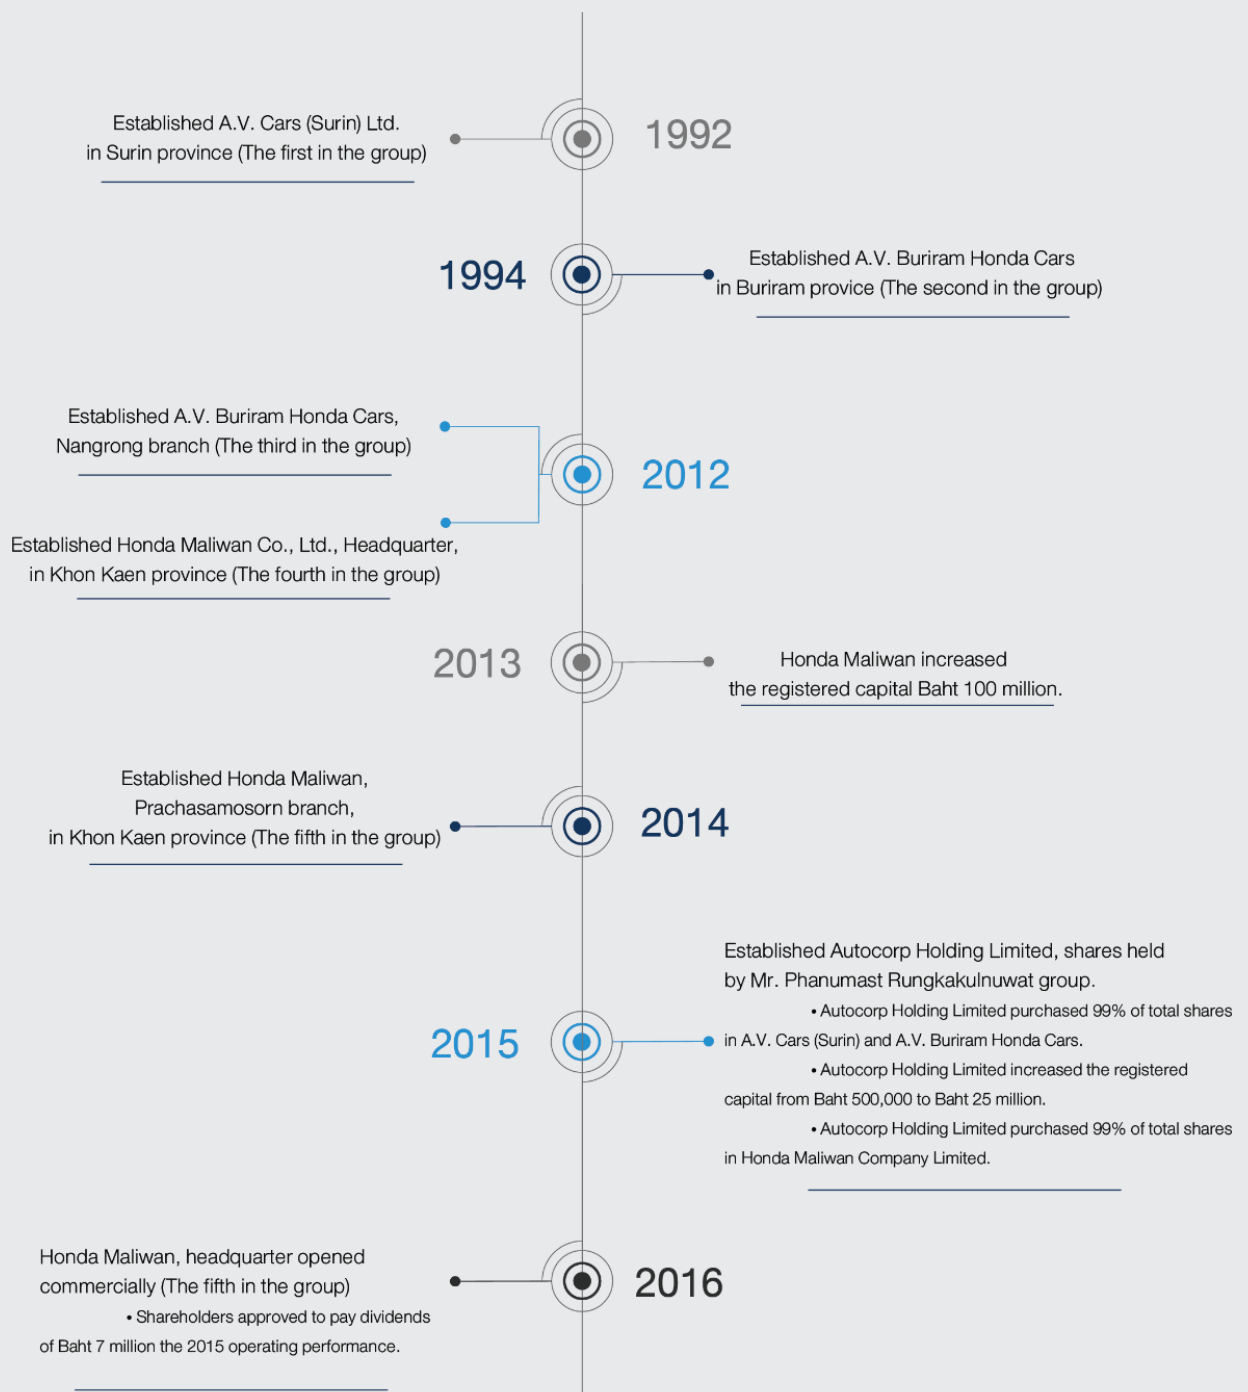 Established A.V. Cars (Surin) Ltd.
in Surin province (The first in the group)
1992
1994
Established A.V. Buriram Honda Cars
in Buriram provice (The second in the group)
Established A.V. Buriram Honda Cars,
Nangrong branch (The third in the group)
2012
Established Honda Maliwan Co., Ltd., Headquarter,
in Khon Kaen province (The fourth in the group)
2013
Honda Maliwan increased
the registered capital Baht 100 million.
Established Honda Maliwan,
Prachasamosorn branch,
in Khon Kaen province (The fifth in the group)
2014
2015
Established Autocorp Holding Limited, shares held
by Mr. Phanumast Rungkakulnuwat group.
• Autocorp Holding Limited purchased 99% of total shares
in A.V. Cars (Surin) and A.V. Buriram Honda Cars.
• Autocorp Holding Limited increased the registered
capital from Baht 500,000 to Baht 25 million.
• Autocorp Holding Limited purchased 99% of total shares
in Honda Maliwan Company Limited.
Honda Maliwan, headquarter opened
commercially (The fifth in the group)
• Shareholders approved to pay dividends
of Baht 7 million the 2015 operating performance.
2016